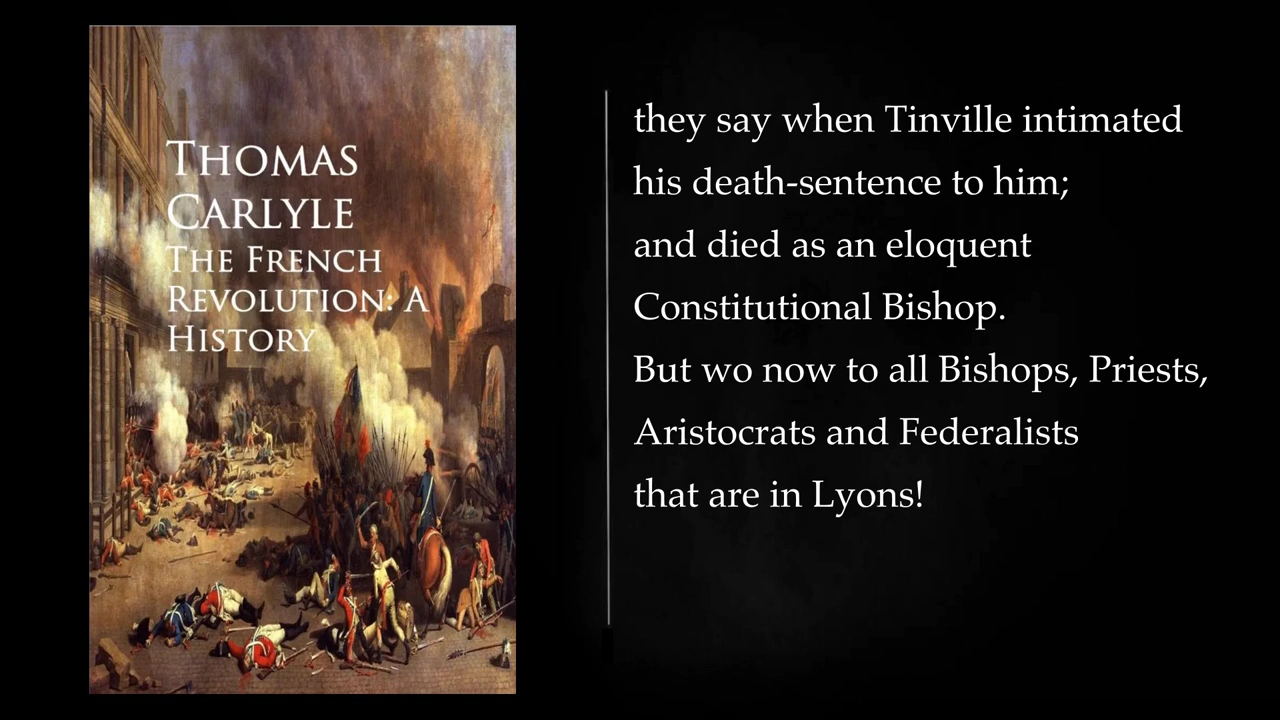 THOMAS
CARLYLE
THE FRENCH
REVOLUTION: A
HISTORY
they say when Tinville intimated
his death-sentence to him;
and died as an eloquent
Constitutional Bishop.
But wo now to all Bishops, Priests,
Aristocrats and Federalists
that are in Lyons!